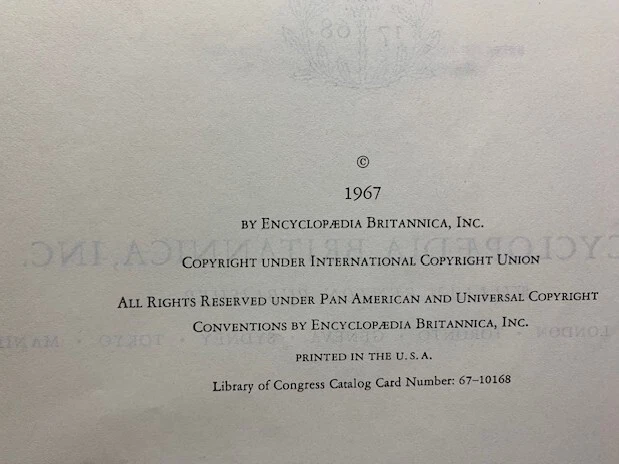 ©
1967
BY ENCYCLOPÆDIA BRITANNICA, INC.
COPYRIGHT UNDER INTERNATIONAL COPYRIGHT UNION
ALL RIGHTS RESERVED UNDER PAN AMERICAN AND UNIVERSAL COPYRIGHT
CONVENTIONS BY ENCYCLOPÆDIA BRITANNICA, INC.
PRINTED IN THE U. S. A.
Library of Congress Catalog Card Number: 67–10168